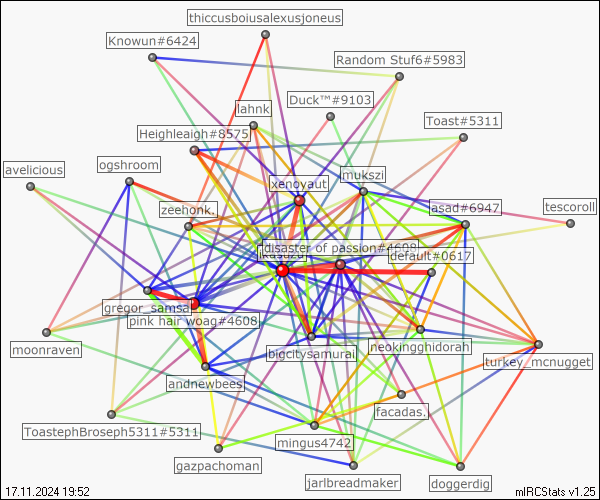 thiccusboiusalexusjoneus
Knowun#6424
Random Stuf6#5983
Duck™#9103
lahnk
Toast#5311
Heighleaigh#8575
avelicious
ogshroom
mukszi
xenoyaut
tescoroll
zeehonk.
asad#6947
disaster of passion#4608
default#0617
gregor_samsa
pink hair woag#4608
moonraven
bigcitysamurai
neokingghidorah
turkey_mcnugget
andnewbees
facadas.
ToastephBroseph5311#5311
mingus4742
gazpachoman
jarlbreadmaker
doggerdig
17.11.2024 19:52
mIRCStats v1.25